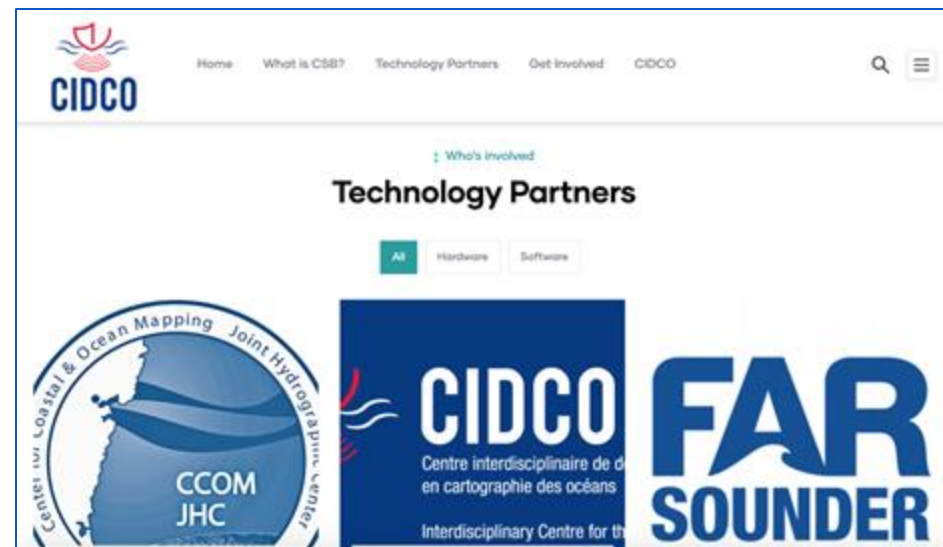 CIDCO
Home What is CSB? Technology Partners Get Involved CIDCO
Who's involved
Technology Partners
All Hardware Software
Center for Coastal & Ocean Mapping Joint Hydrographic Center
CCOM
JHC
CIDCO
Centre interdisciplinaire de d
en cartographie des océans
Interdisciplinary Centre for th
FAR
SOUNDER